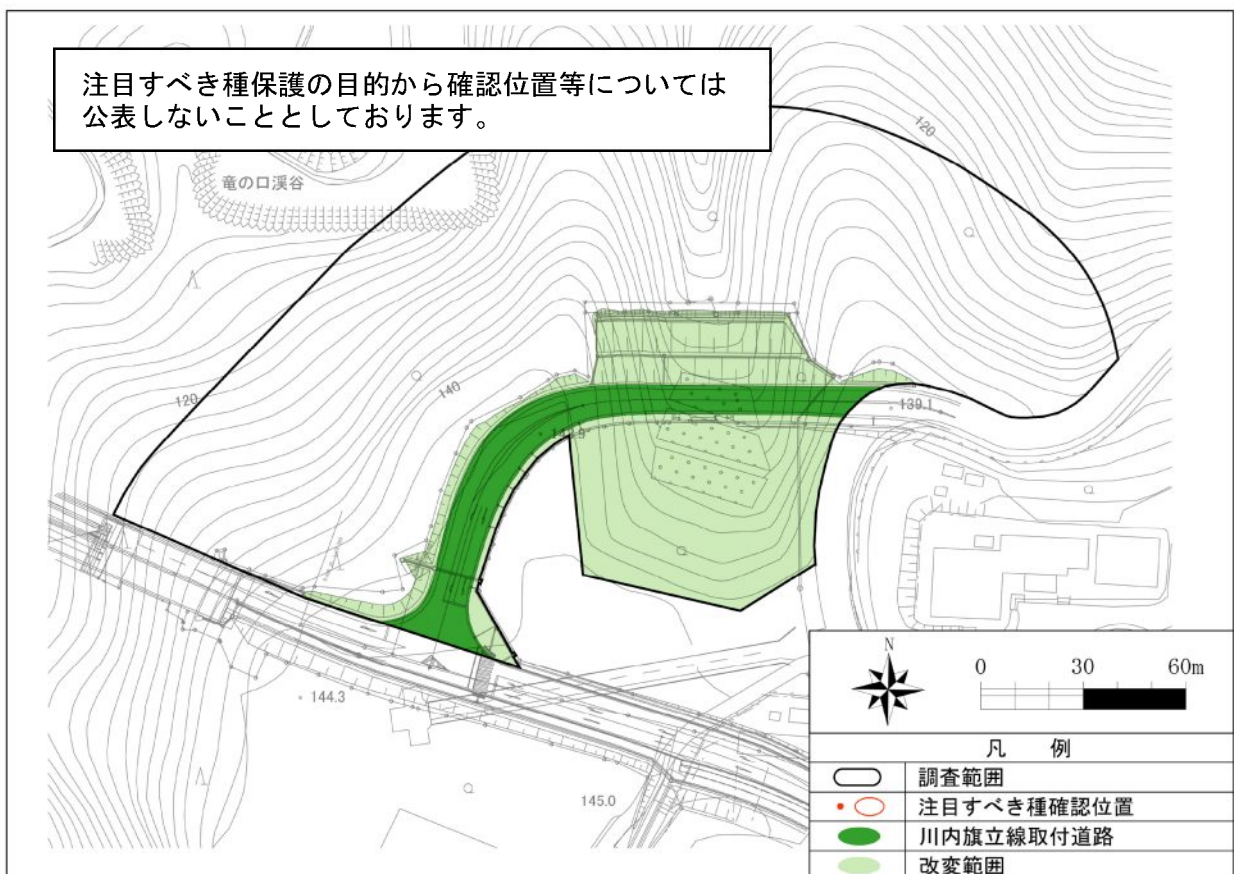 注目すべき種保護の目的から確認位置等については
公表しないこととしております。
120
竜の口渓谷
140
120
139.1
144.3
145.0
N
0 30 60m
凡 例
調査範囲
注目すべき種確認位置
川内旗立線取付道路
改変範囲